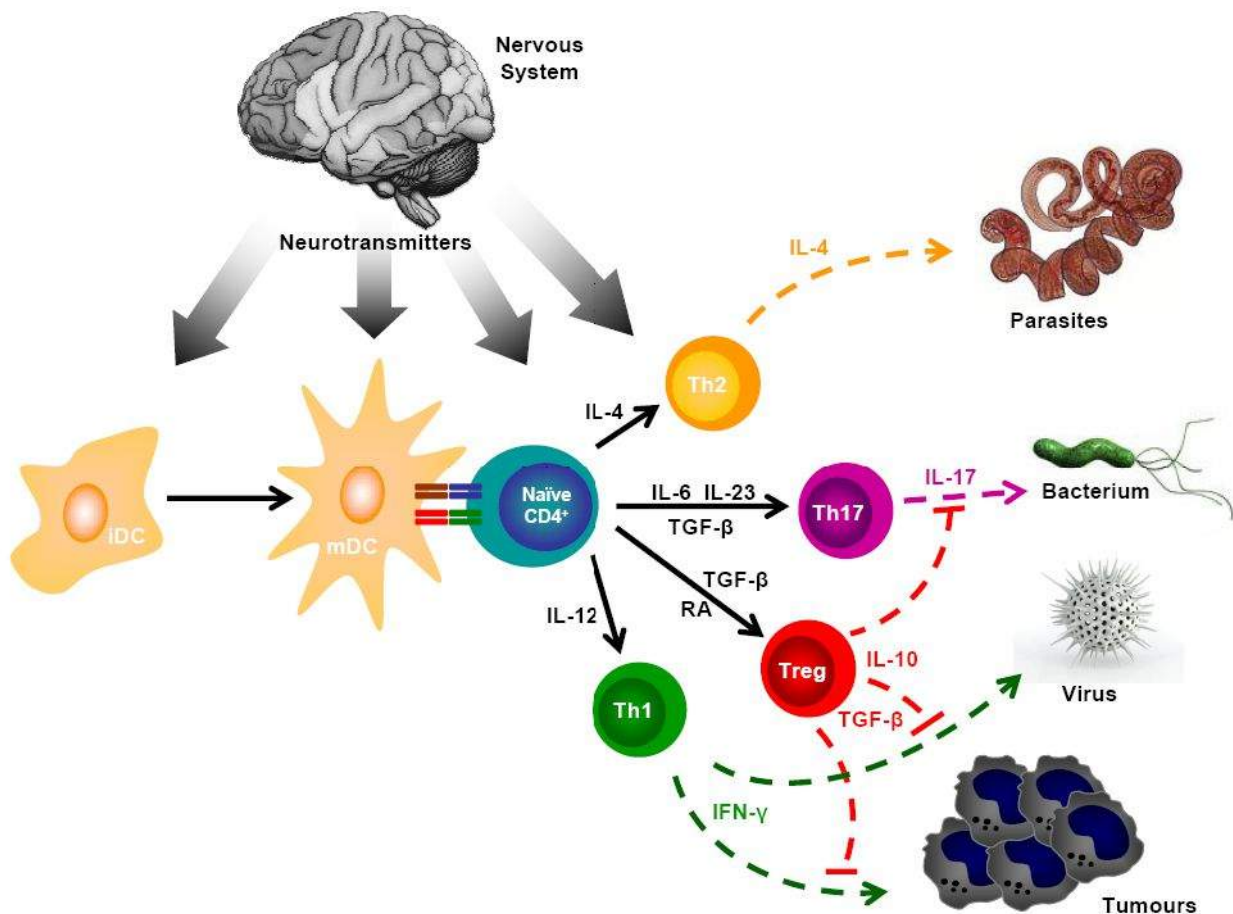 Nervous
System
Neurotransmitters
IL-4
Parasites
Th2
IL-4
iDC
mDC
Naïve
CD4⁺
IL-6 IL-23
TGF-β
Th17
IL-17
Bacterium
TGF-β
RA
IL-12
Treg
IL-10
TGF-β
Virus
Th1
IFN-γ
Tumours